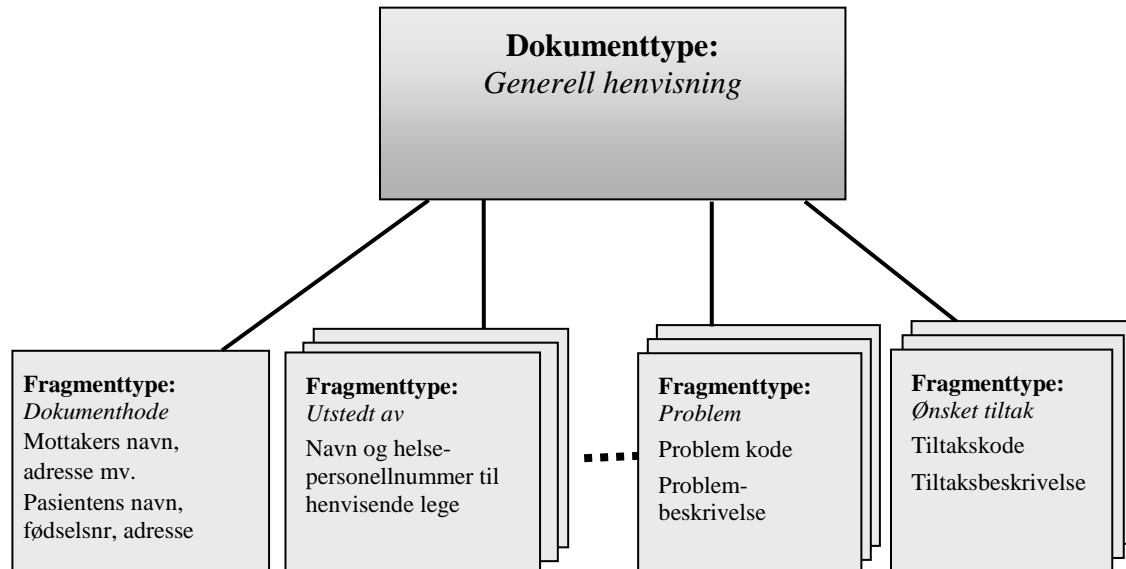 Dokumenttype:
Generell henvisning
Fragmenttype:
Dokumenthode
Mottakers navn,
adresse mv.
Pasientens navn,
fødselsnr, adresse
Fragmenttype:
Utstedt av
Navn og helse-
personellnummer til
henvisende lege
Fragmenttype:
Problem
Problem kode
Problem-
beskrivelse
Fragmenttype:
Ønsket tiltak
Tiltakskode
Tiltaksbeskrivelse